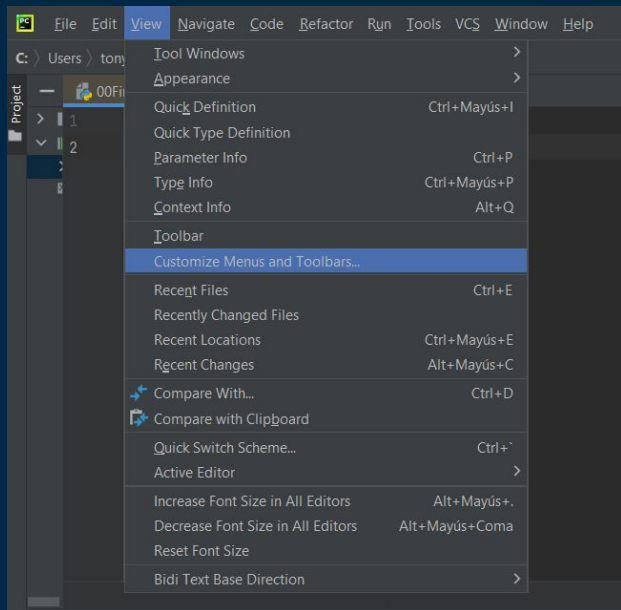 PC File Edit View Navigate Code Refactor Run Tools VCS Window Help
C: Users tony
Project
00Fi
1
2
Tool Windows
Appearance
Quick Definition Ctrl+Mayús+I
Quick Type Definition
Parameter Info Ctrl+P
Type Info Ctrl+Mayús+P
Context Info Alt+Q
Toolbar
Customize Menus and Toolbars...
Recent Files Ctrl+E
Recently Changed Files
Recent Locations Ctrl+Mayús+E
Recent Changes Alt+Mayús+C
Compare With... Ctrl+D
Compare with Clipboard
Quick Switch Scheme... Ctrl+`
Active Editor
Increase Font Size in All Editors Alt+Mayús+.
Decrease Font Size in All Editors Alt+Mayús+Coma
Reset Font Size
Bidi Text Base Direction